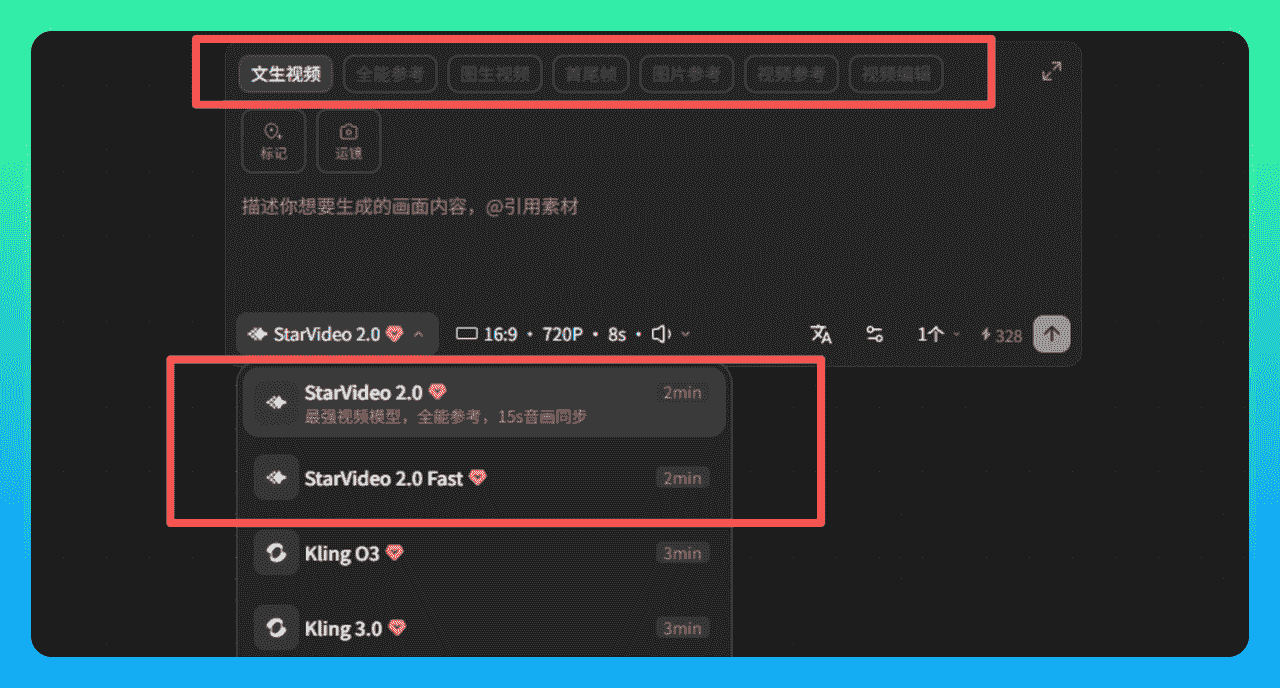 文生视频 全能参考 图生视频 首尾帧 图片参考 视频参考 视频编辑
标记 运镜
描述你想要生成的画面内容，@引用素材
StarVideo 2.0 16:9 · 720P · 8s · 1个 328
StarVideo 2.0 2min
最强视频模型，全能参考，15s音画同步
StarVideo 2.0 Fast 2min
Kling O3 3min
Kling 3.0 3min